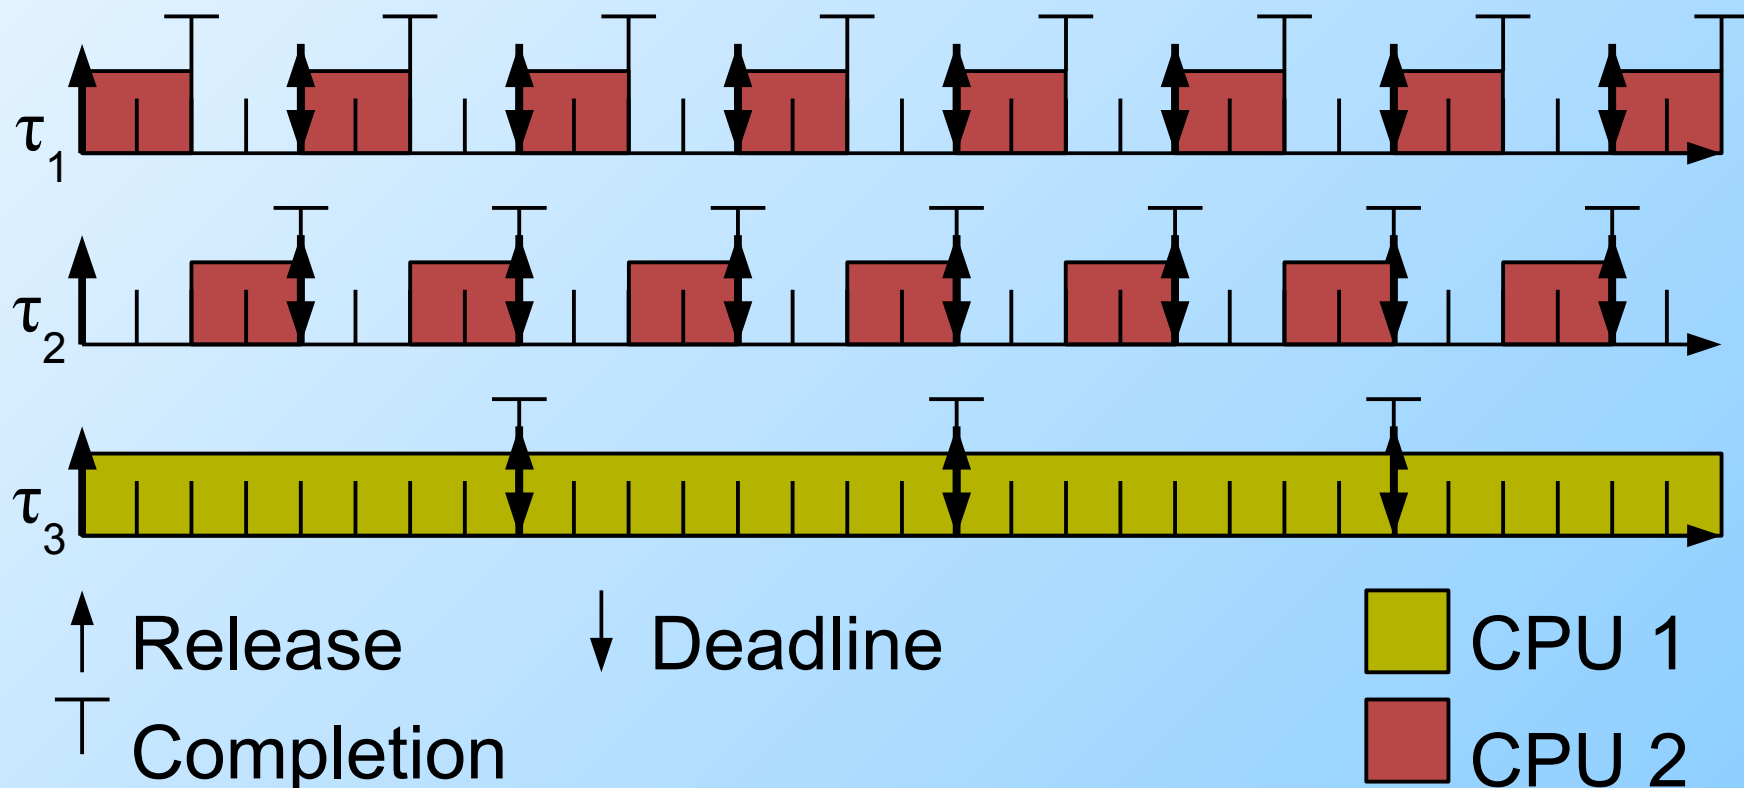 τ1
τ2
τ3
Release
Deadline
CPU 1
Completion
CPU 2